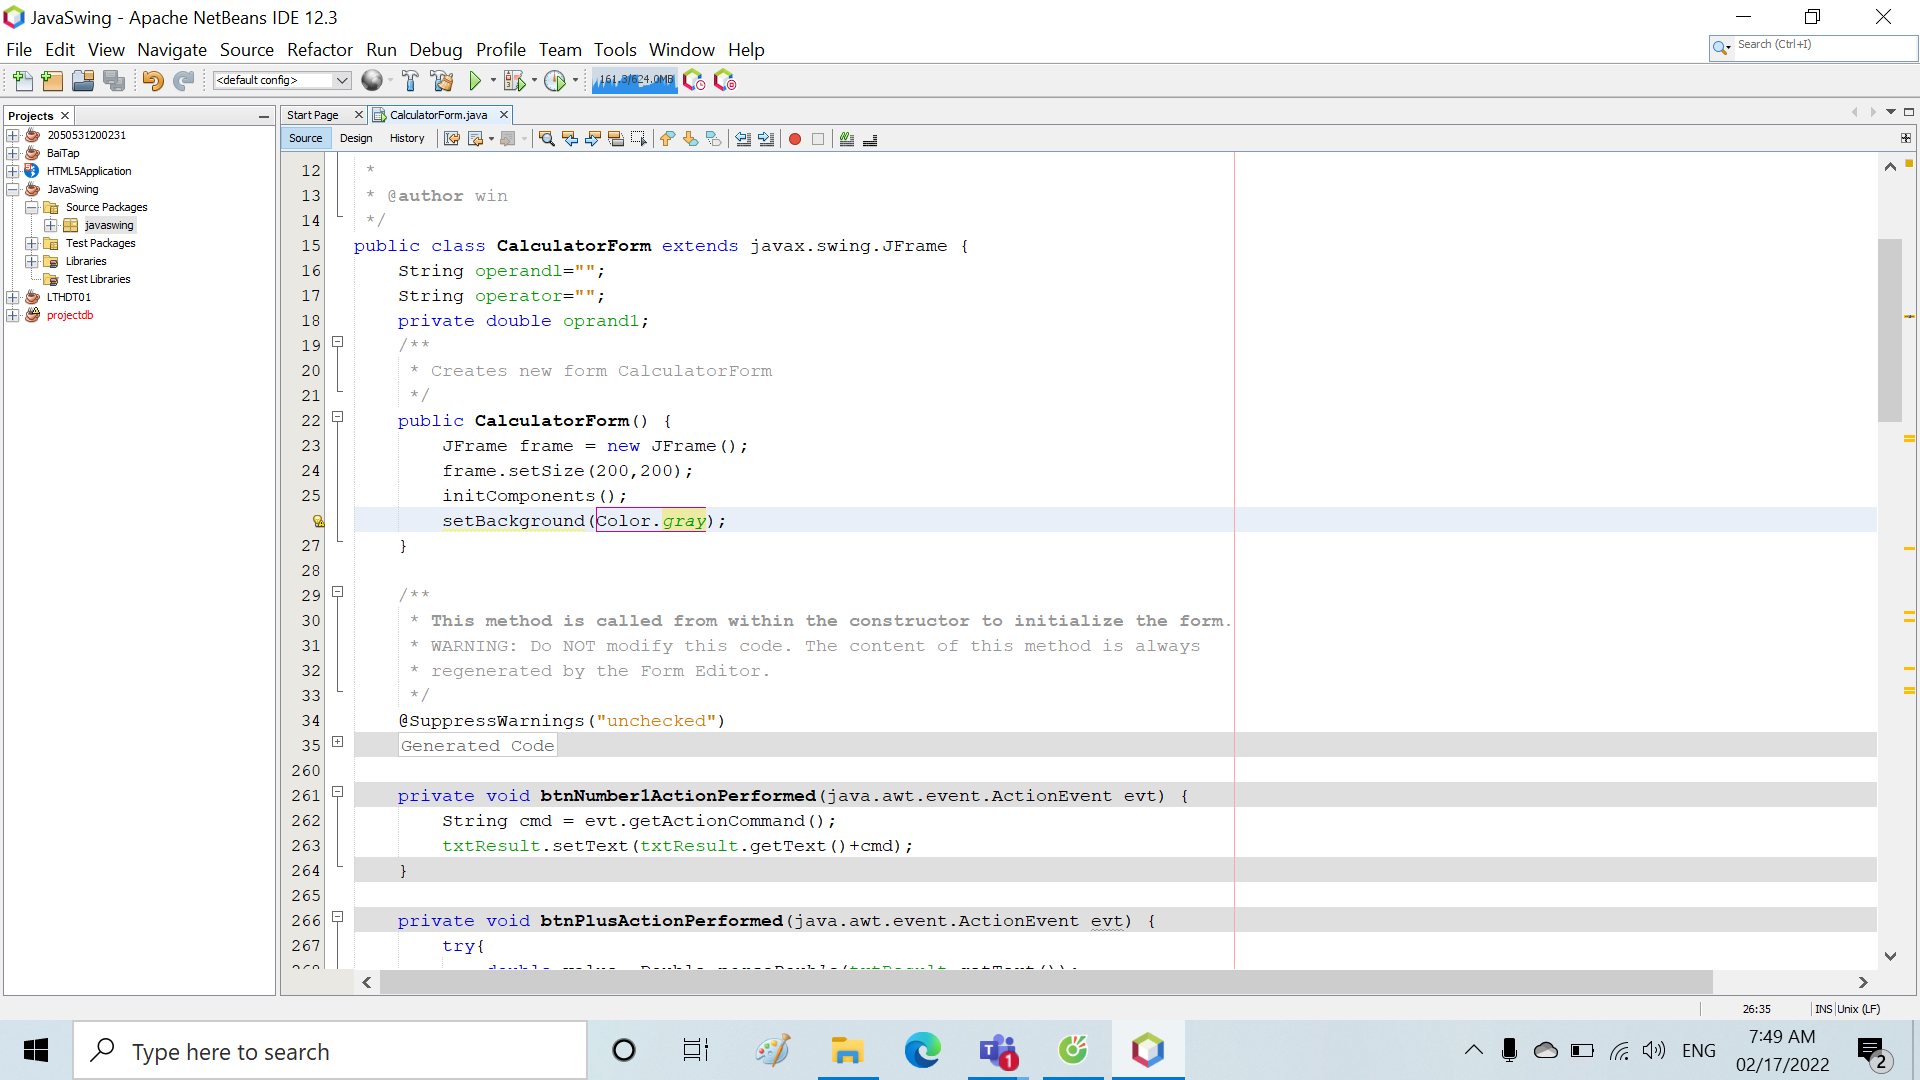 JavaSwing - Apache NetBeans IDE 12.3
File Edit View Navigate Source Refactor Run Debug Profile Team Tools Window Help
Search (Ctrl+I)
<default config>
161.3/624.0MB
Projects
Start Page
CalculatorForm.java
Source Design History
2050531200231
BaiTap
HTML5Application
JavaSwing
Source Packages
javaswing
Test Packages
Libraries
Test Libraries
LTHDT01
projectdb
12 *
13 * @author win
14 */
15 public class CalculatorForm extends javax.swing.JFrame {
16 String operandl="";
17 String operator="";
18 private double oprand1;
19 /**
20 * Creates new form CalculatorForm
21 */
22 public CalculatorForm() {
23 JFrame frame = new JFrame();
24 frame.setSize(200,200);
25 initComponents();
setBackground(Color.gray);
27 }
28
29 /**
30 * This method is called from within the constructor to initialize the form.
31 * WARNING: Do NOT modify this code. The content of this method is always
32 * regenerated by the Form Editor.
33 */
34 @SuppressWarnings("unchecked")
35 Generated Code
260
261 private void btnNumber1ActionPerformed(java.awt.event.ActionEvent evt) {
262 String cmd = evt.getActionCommand();
263 txtResult.setText(txtResult.getText()+cmd);
264 }
265
266 private void btnPlusActionPerformed(java.awt.event.ActionEvent evt) {
267 try{
268 double value = Double.parseDouble(txtResult.getText());
26:35 INS Unix (LF)
Type here to search
1
ENG
7:49 AM
02/17/2022
2